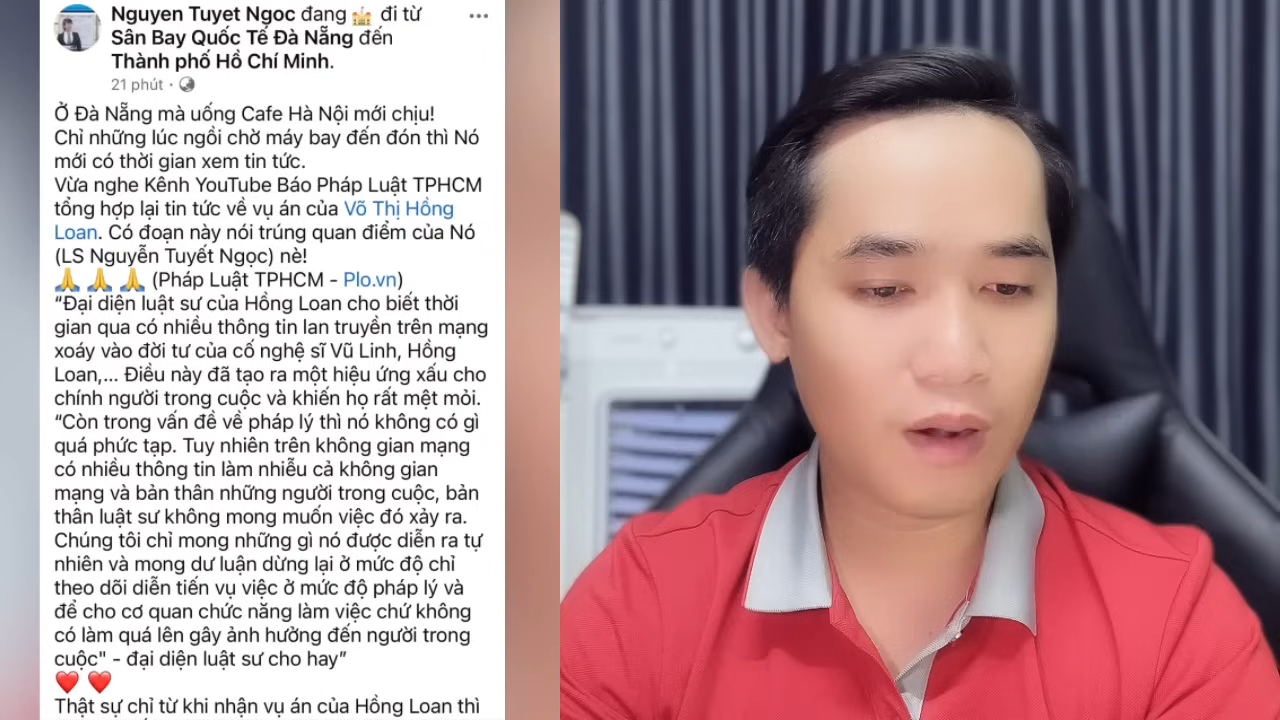 Nguyen Tuyet Ngoc đang 🏫 đi từ
Sân Bay Quốc Tế Đà Nẵng đến
Thành phố Hồ Chí Minh.
21 phút ·
Ở Đà Nẵng mà uống Cafe Hà Nội mới chịu!
Chỉ những lúc ngồi chờ máy bay đến đón thì Nó
mới có thời gian xem tin tức.
Vừa nghe Kênh YouTube Báo Pháp Luật TPHCM
tổng hợp lại tin tức về vụ án của Võ Thị Hồng
Loan. Có đoạn này nói trúng quan điểm của Nó
(LS Nguyễn Tuyết Ngọc) nè!
🙏 🙏 🙏 (Pháp Luật TPHCM - Plo.vn)
“Đại diện luật sư của Hồng Loan cho biết thời
gian qua có nhiều thông tin lan truyền trên mạng
xoáy vào đời tư của cố nghệ sĩ Vũ Linh, Hồng
Loan,... Điều này đã tạo ra một hiệu ứng xấu cho
chính người trong cuộc và khiến họ rất mệt mỏi.
“Còn trong vấn đề về pháp lý thì nó không có gì
quá phức tạp. Tuy nhiên trên không gian mạng
có nhiều thông tin làm nhiễu cả không gian
mạng và bản thân những người trong cuộc, bản
thân luật sư không mong muốn việc đó xảy ra.
Chúng tôi chỉ mong những gì nó được diễn ra tự
nhiên và mong dư luận dừng lại ở mức độ chỉ
theo dõi diễn tiến vụ việc ở mức độ pháp lý và
để cho cơ quan chức năng làm việc chứ không
có làm quá lên gây ảnh hưởng đến người trong
cuộc" - đại diện luật sư cho hay”
❤️ ❤️
Thật sự chỉ từ khi nhận vụ án của Hồng Loan thì